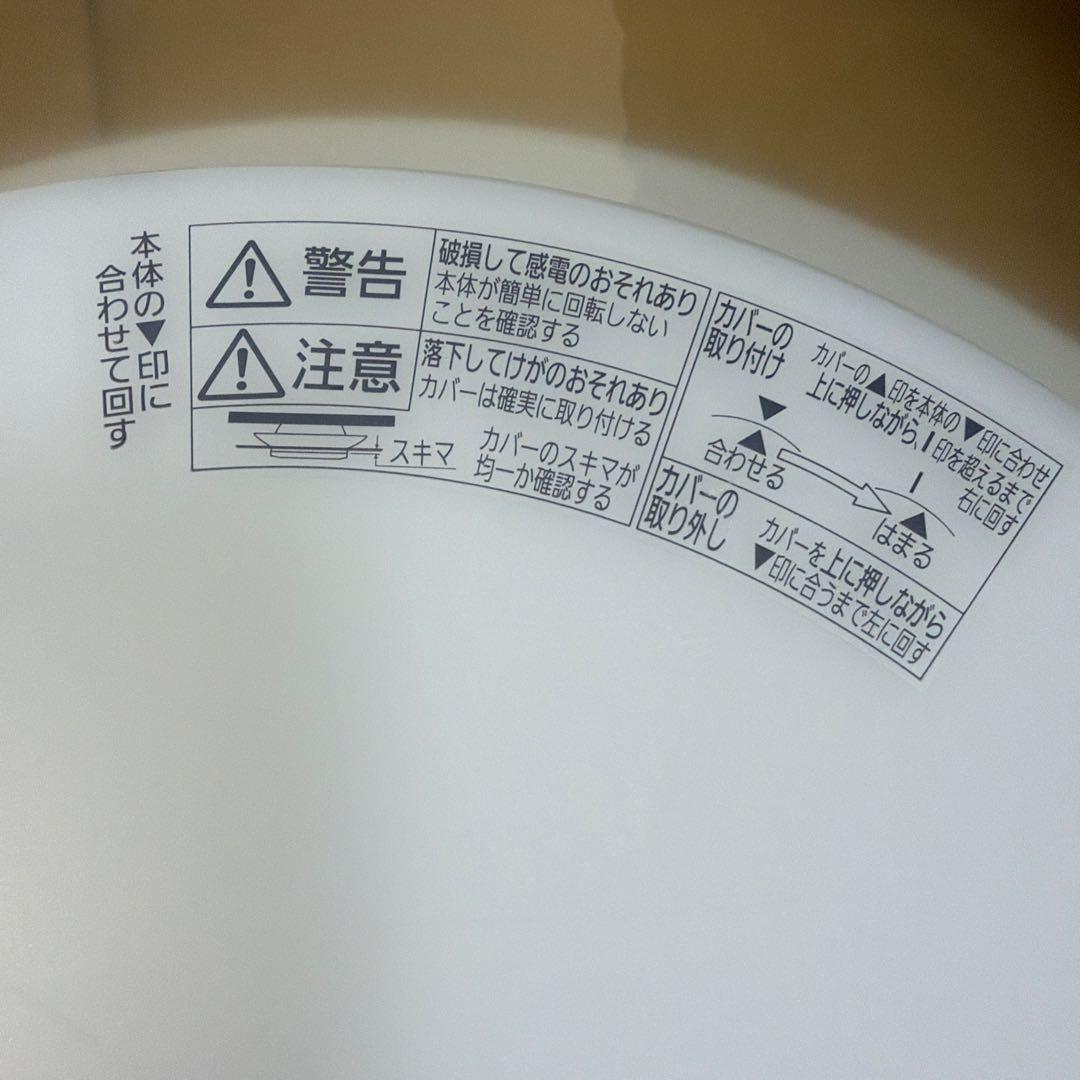 本体の▼印に
合わせて回す
警告
破損して感電のおそれあり
本体が簡単に回転しない
ことを確認する
注意
落下してけがのおそれあり
カバーは確実に取り付ける
スキマ
カバーのスキマが
均一か確認する
カバーの
取り付け
カバーの▲印を本体の▼印に合わせ
上に押しながら、I印を超えるまで
右に回す
合わせる
はまる
カバーの
取り外し
カバーを上に押しながら
▼印に合うまで左に回す